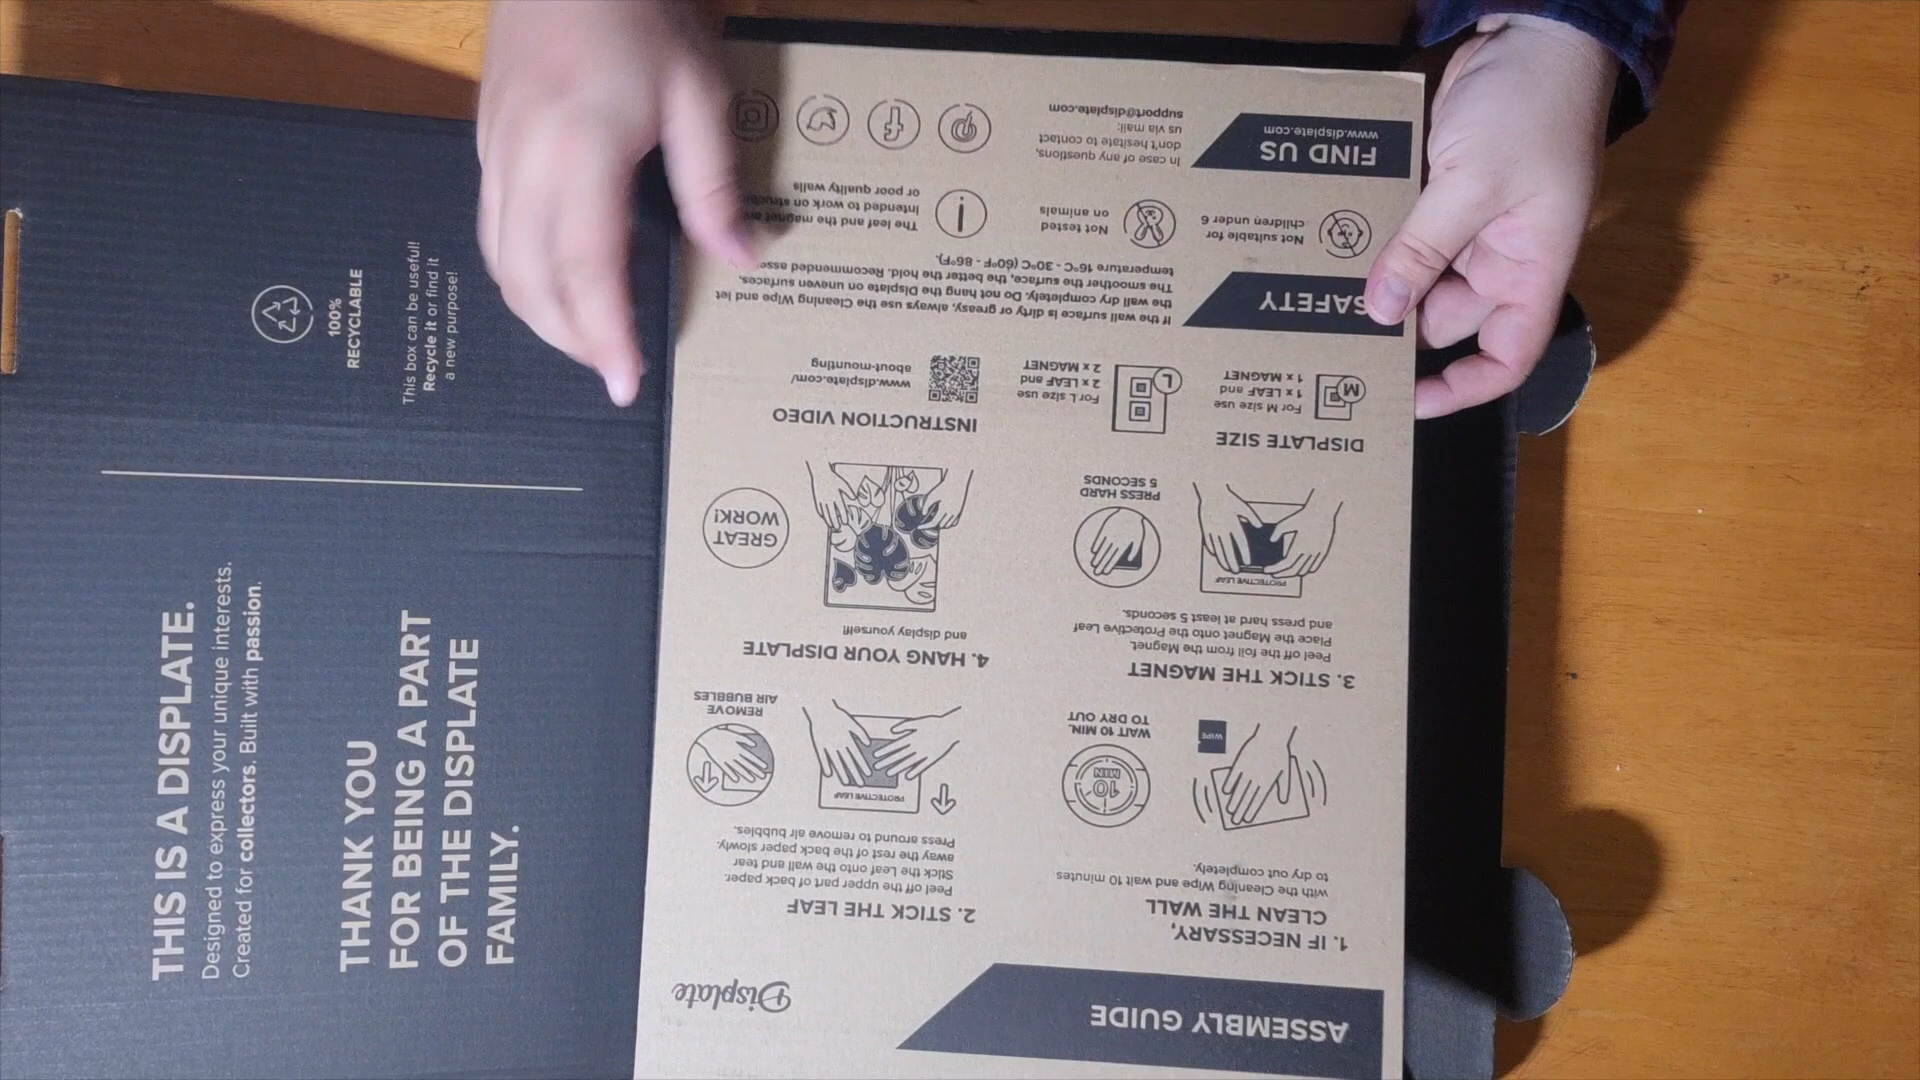 THIS IS A DISPLATE.
Designed to express your unique interests.
Created for collectors. Built with passion.
THANK YOU
FOR BEING A PART
OF THE DISPLATE
FAMILY.
100%
RECYCLABLE
This box can be useful!
Recycle it or find it
a new purpose!
ASSEMBLY GUIDE
Displate
1. IF NECESSARY,
CLEAN THE WALL
with the Cleaning Wipe and wait 10 minutes
to dry out completely.
WIPE
10
MIN
WAIT 10 MIN.
TO DRY OUT
2. STICK THE LEAF
Peel off the upper part of back paper.
Stick the Leaf onto the wall and tear
away the rest of the back paper slowly.
Press around to remove air bubbles.
PROTECTIVE LEAF
REMOVE
AIR BUBBLES
3. STICK THE MAGNET
Peel off the foil from the Magnet.
Place the Magnet onto the Protective Leaf
and press hard at least 5 seconds.
PROTECTIVE LEAF
PRESS HARD
5 SECONDS
4. HANG YOUR DISPLATE
and display yourself!
GREAT
WORK!
DISPLATE SIZE
M
For M size use
1 x LEAF and
1 x MAGNET
L
For L size use
2 x LEAF and
2 x MAGNET
INSTRUCTION VIDEO
www.displate.com/
about-mounting
SAFETY
If the wall surface is dirty or greasy, always use the Cleaning Wipe and let
the wall dry completely. Do not hang the Displate on uneven surfaces.
The smoother the surface, the better the hold. Recommended
temperature 16°C - 30°C (60°F - 86°F).
Not suitable for
children under 6
Not tested
on animals
The leaf and the magnet are
intended to work on
or poor quality walls
FIND US
www.displate.com
In case of any questions,
don't hesitate to contact
us via mail:
support@displate.com